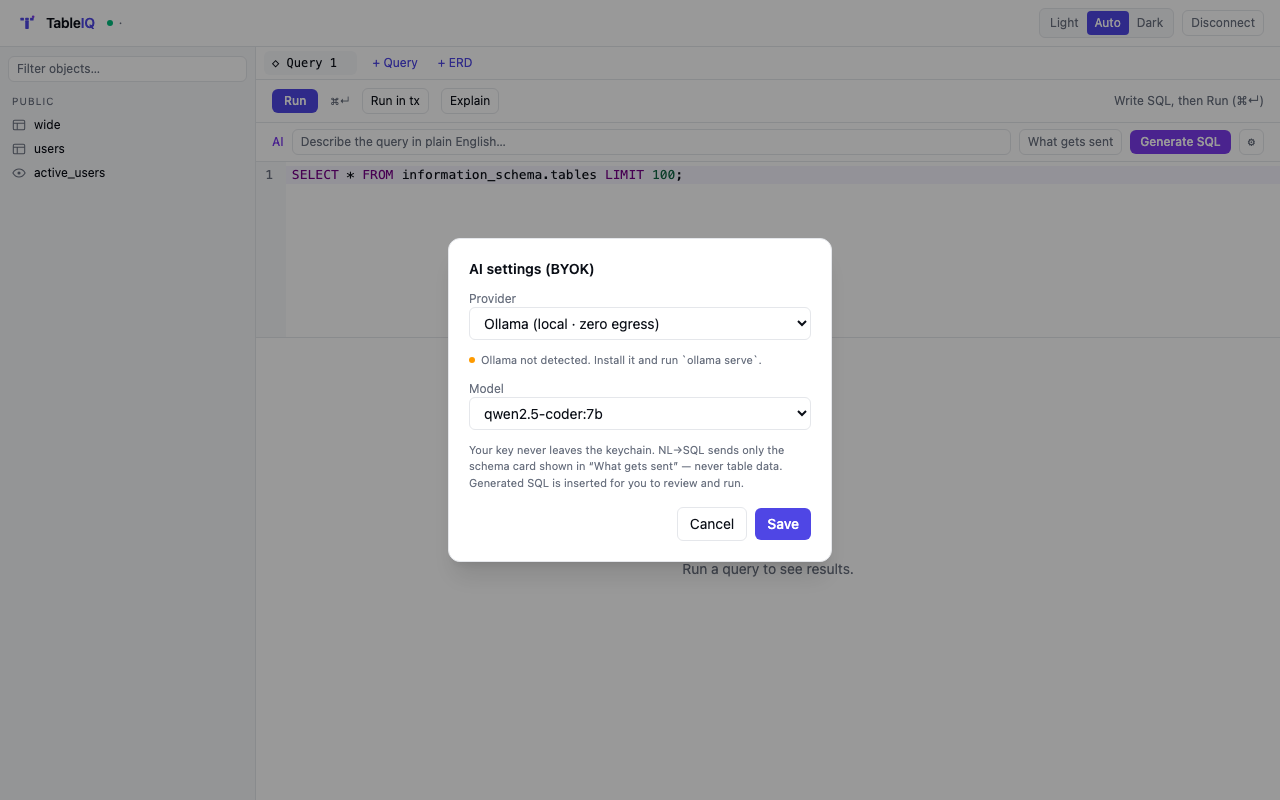 TableIQ
Light Auto Dark Disconnect
Filter objects...
PUBLIC
wide
users
active_users
◇ Query 1 + Query + ERD
Run ⌘↵ Run in tx Explain Write SQL, then Run (⌘↵)
AI Describe the query in plain English... What gets sent Generate SQL
1 SELECT * FROM information_schema.tables LIMIT 100;
AI settings (BYOK)
Provider
Ollama (local · zero egress)
Ollama not detected. Install it and run `ollama serve`.
Model
qwen2.5-coder:7b
Your key never leaves the keychain. NL→SQL sends only the
schema card shown in “What gets sent” — never table data.
Generated SQL is inserted for you to review and run.
Cancel Save
Run a query to see results.